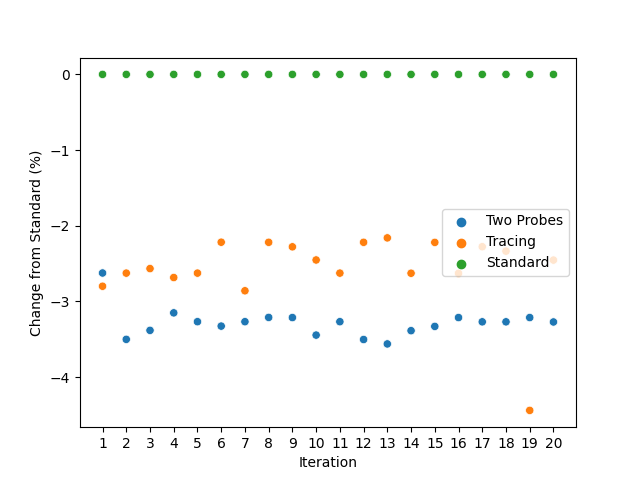 0
−1
−2
−3
−4
Change from Standard (%)
Two Probes
Tracing
Standard
1 2 3 4 5 6 7 8 9 10 11 12 13 14 15 16 17 18 19 20
Iteration